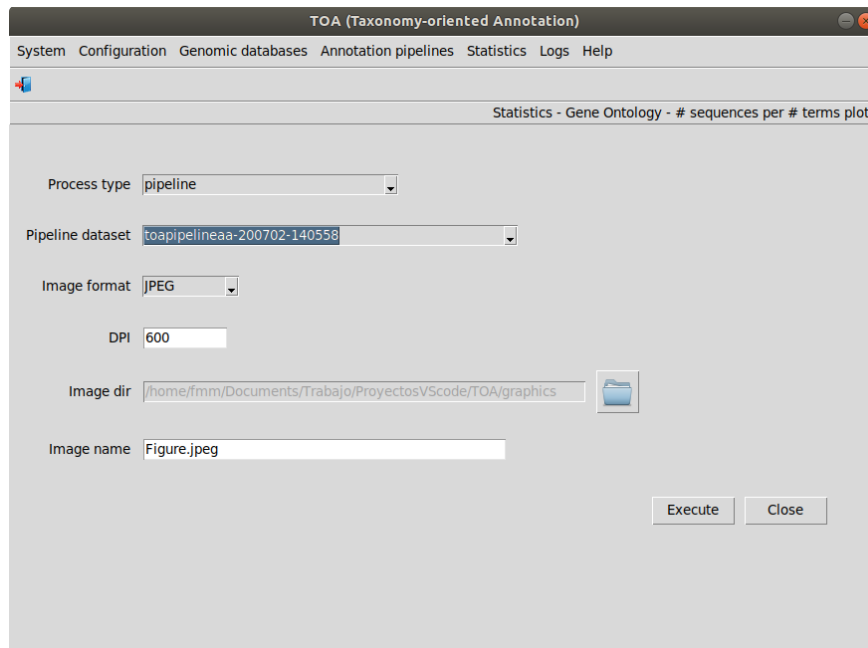 TOA (Taxonomy-oriented Annotation)
System Configuration Genomic databases Annotation pipelines Statistics Logs Help
Statistics - Gene Ontology - # sequences per # terms plot
Process type pipeline
Pipeline dataset toapipelineaa-200702-140558
Image format JPEG
DPI 600
Image dir /home/fmm/Documents/Trabajo/ProyectosVScode/TOA/graphics
Image name Figure.jpeg
Execute Close